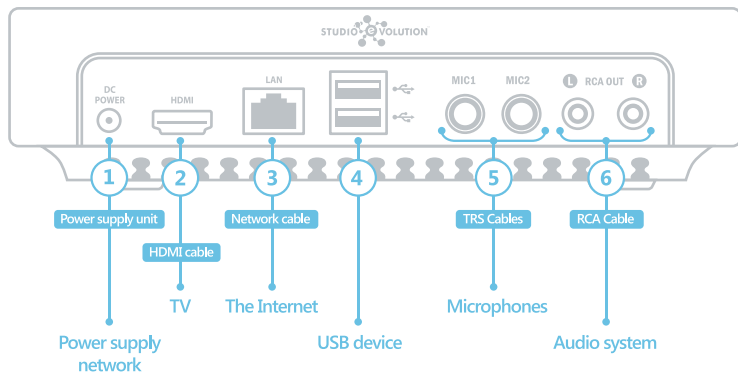 STUDIO EVOLUTION
DC
POWER
HDMI
LAN
MIC1
MIC2
L RCA OUT R
1
2
3
4
5
6
Power supply unit
Network cable
TRS Cables
RCA Cable
HDMI cable
TV
The Internet
Microphones
Power supply
network
USB device
Audio system